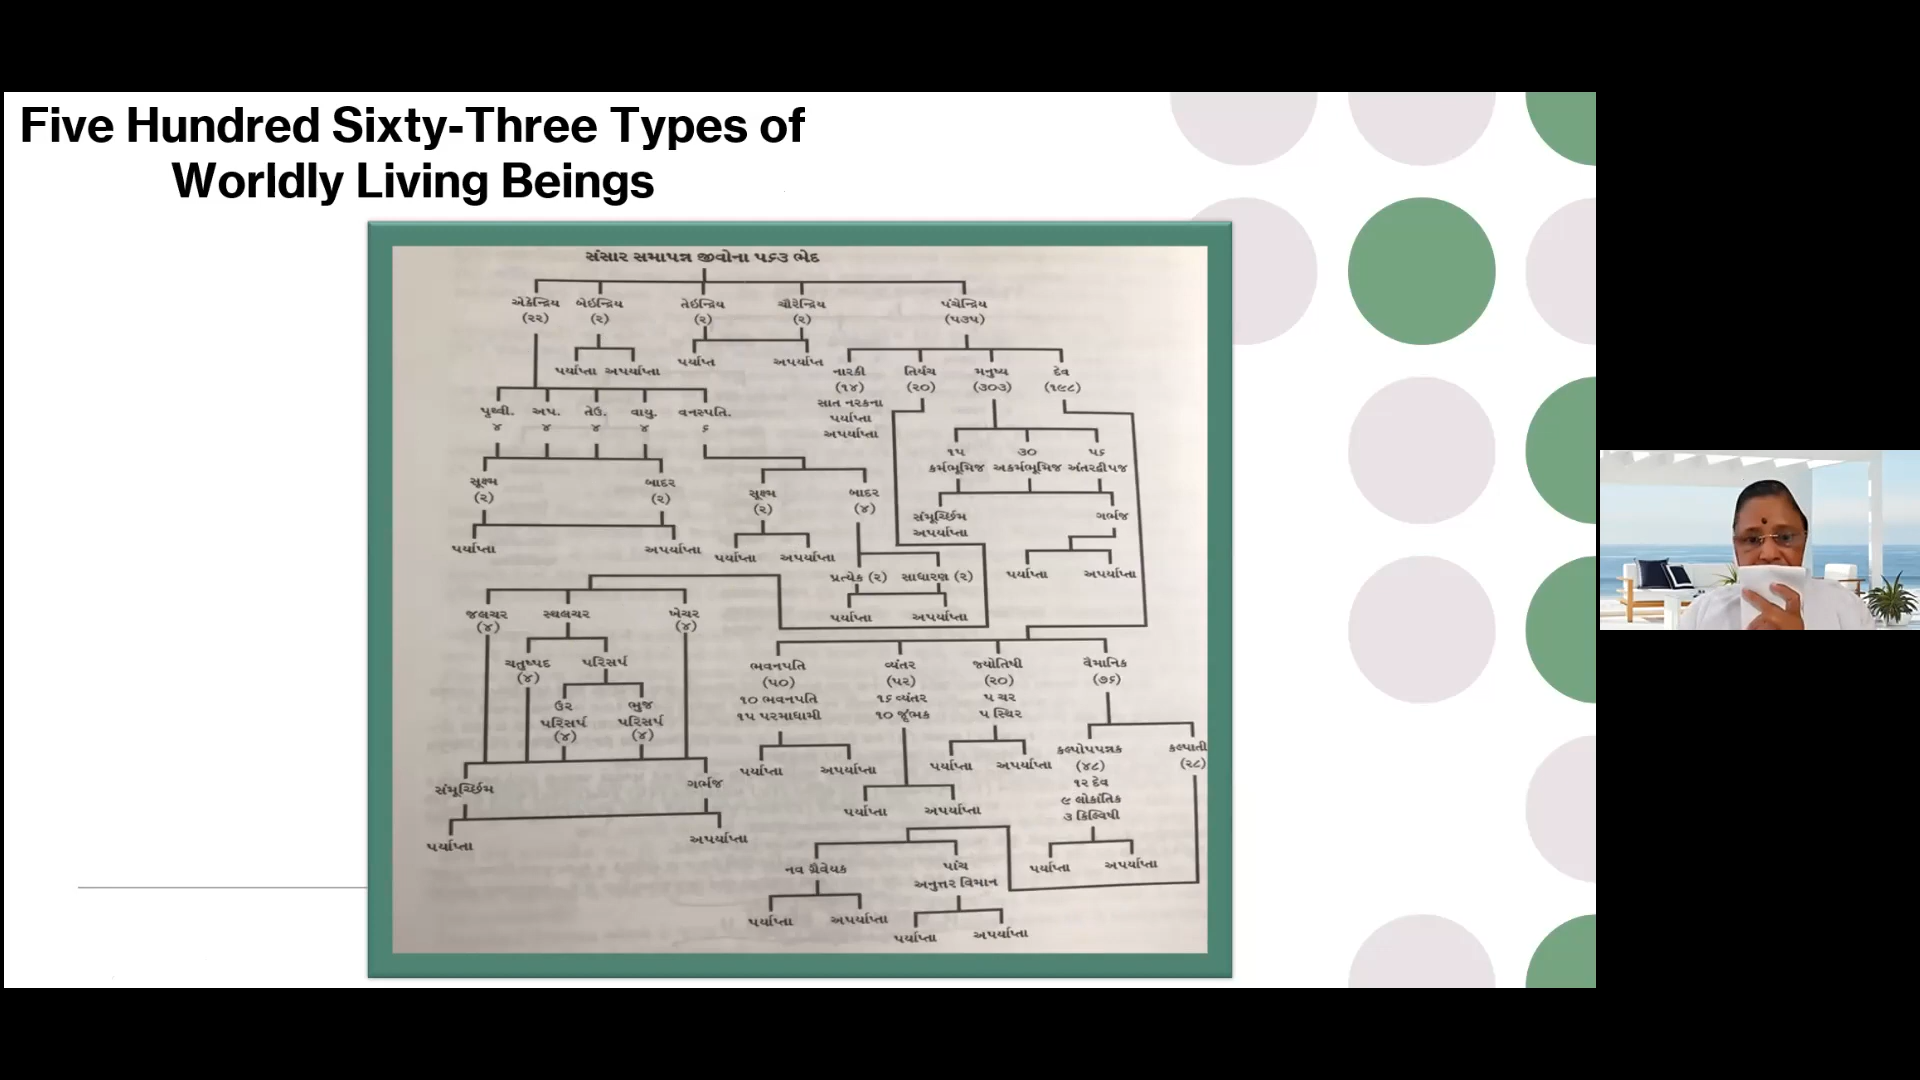 Five Hundred Sixty-Three Types of
Worldly Living Beings
સંસાર સમાપન્ન જીવોના પ૬૩ ભેદ
એકેન્દ્રિય બેઇન્દ્રિય તેઇન્દ્રિય ચૌરેન્દ્રિય પંચેન્દ્રિય
(૨૨) (૨) (૨) (૨) (૫૩૫)
પર્યાપ્તા અપર્યાપ્તા પર્યાપ્ત અપર્યાપ્ત
નારકી તિર્યંચ મનુષ્ય દેવ
(૧૪) (૨૦) (૩૦૩) (૧૯૮)
સાત નરકના
પર્યાપ્તા
અપર્યાપ્તા
પૃથ્વી. અપ. તેઉ. વાયુ. વનસ્પતિ.
૪ ૪ ૪ ૪ ૬
૧૫ ૩૦ ૫૬
કર્મભૂમિજ અકર્મભૂમિજ અંતરદ્વીપજ
સૂક્ષ્મ બાદર સૂક્ષ્મ બાદર
(૨) (૨) (૨) (૪)
સંમૂર્ચ્છિમ ગર્ભજ
અપર્યાપ્તા
પર્યાપ્તા અપર્યાપ્તા પર્યાપ્તા અપર્યાપ્તા
પ્રત્યેક (૨) સાધારણ (૨) પર્યાપ્તા અપર્યાપ્તા
પર્યાપ્તા અપર્યાપ્તા
જલચર સ્થલચર ખેચર
(૪) (૪)
ચતુષ્પદ પરિસર્પ
(૪)
ઉર ભુજ
પરિસર્પ પરિસર્પ
(૪) (૪)
સંમૂર્ચ્છિમ ગર્ભજ
પર્યાપ્તા અપર્યાપ્તા
ભવનપતિ વ્યંતર જ્યોતિષી વૈમાનિક
(૫૦) (૫૨) (૨૦) (૭૬)
૧૦ ભવનપતિ ૧૬ વ્યંતર ૫ ચર
૧૫ પરમાધામી ૧૦ જૃંભક ૫ સ્થિર
પર્યાપ્તા અપર્યાપ્તા પર્યાપ્તા અપર્યાપ્તા
કલ્પોપપન્નક કલ્પાતી
(૪૮) (૨૮)
૧૨ દેવ
૯ લોકાંતિક
૩ કિલ્વિષી
પર્યાપ્તા અપર્યાપ્તા
પર્યાપ્તા અપર્યાપ્તા
નવ ગ્રૈવેયક પાંચ
અનુત્તર વિમાન
પર્યાપ્તા અપર્યાપ્તા
પર્યાપ્તા અપર્યાપ્તા